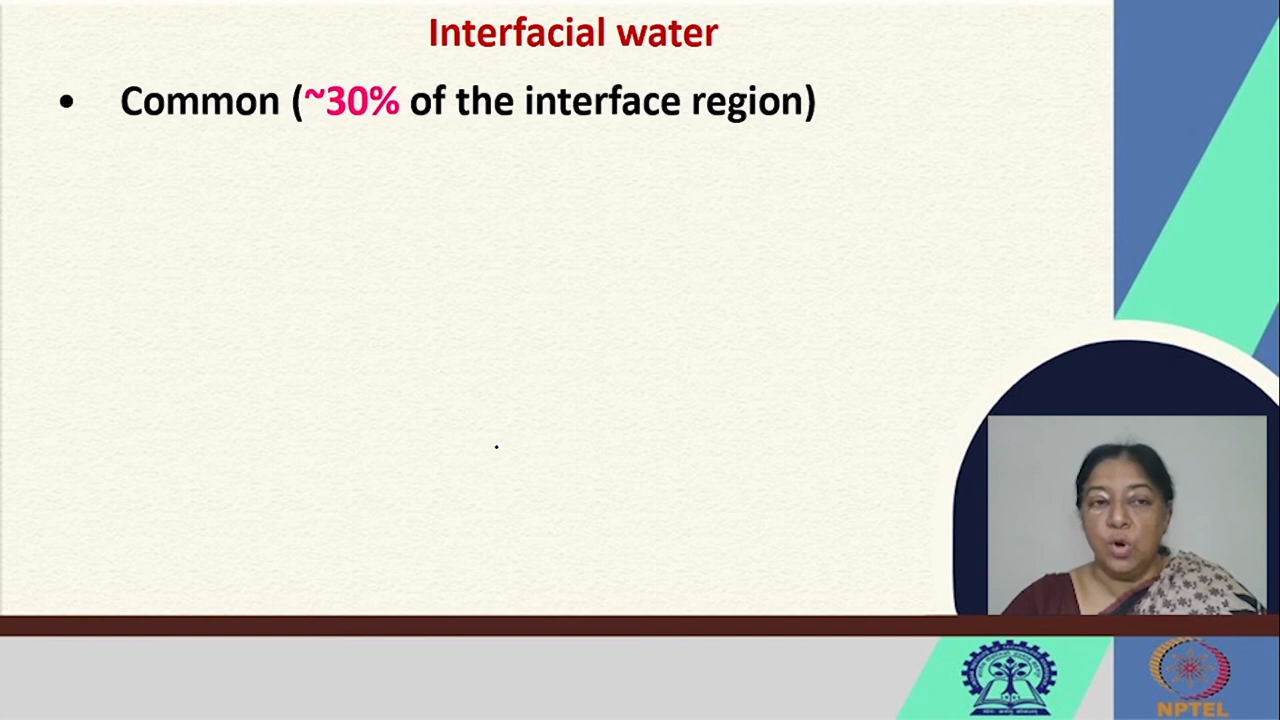 Interfacial water
• Common (~30% of the interface region)
NPTEL